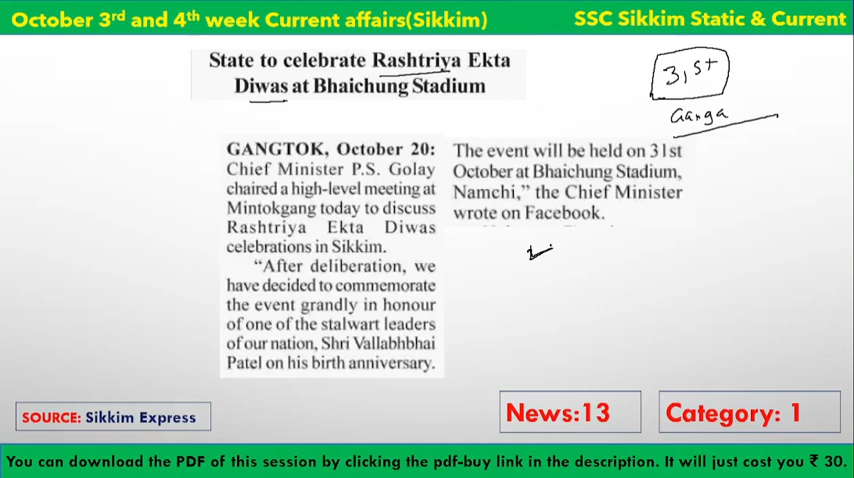 October 3rd and 4th week Current affairs(Sikkim)
SSC Sikkim Static & Current
State to celebrate Rashtriya Ekta
Diwas at Bhaichung Stadium
31st
Ganga
GANGTOK, October 20:
Chief Minister P.S. Golay
chaired a high-level meeting at
Mintokgang today to discuss
Rashtriya Ekta Diwas
celebrations in Sikkim.
“After deliberation, we
have decided to commemorate
the event grandly in honour
of one of the stalwart leaders
of our nation, Shri Vallabhbhai
Patel on his birth anniversary.
The event will be held on 31st
October at Bhaichung Stadium,
Namchi,” the Chief Minister
wrote on Facebook.
SOURCE: Sikkim Express
News:13
Category: 1
You can download the PDF of this session by clicking the pdf-buy link in the description. It will just cost you ₹ 30.